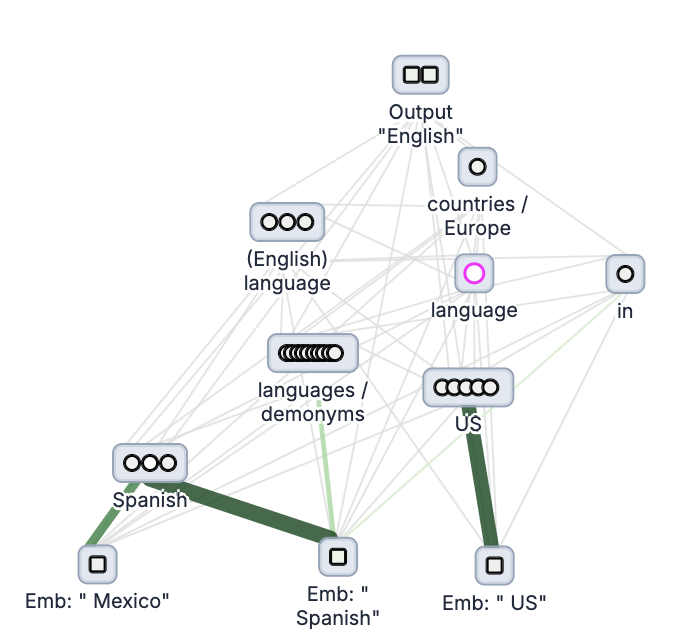 Output
"English"
countries /
Europe
(English)
language
language
in
languages /
demonyms
US
Spanish
Emb: " Mexico"
Emb: "
Spanish"
Emb: " US"